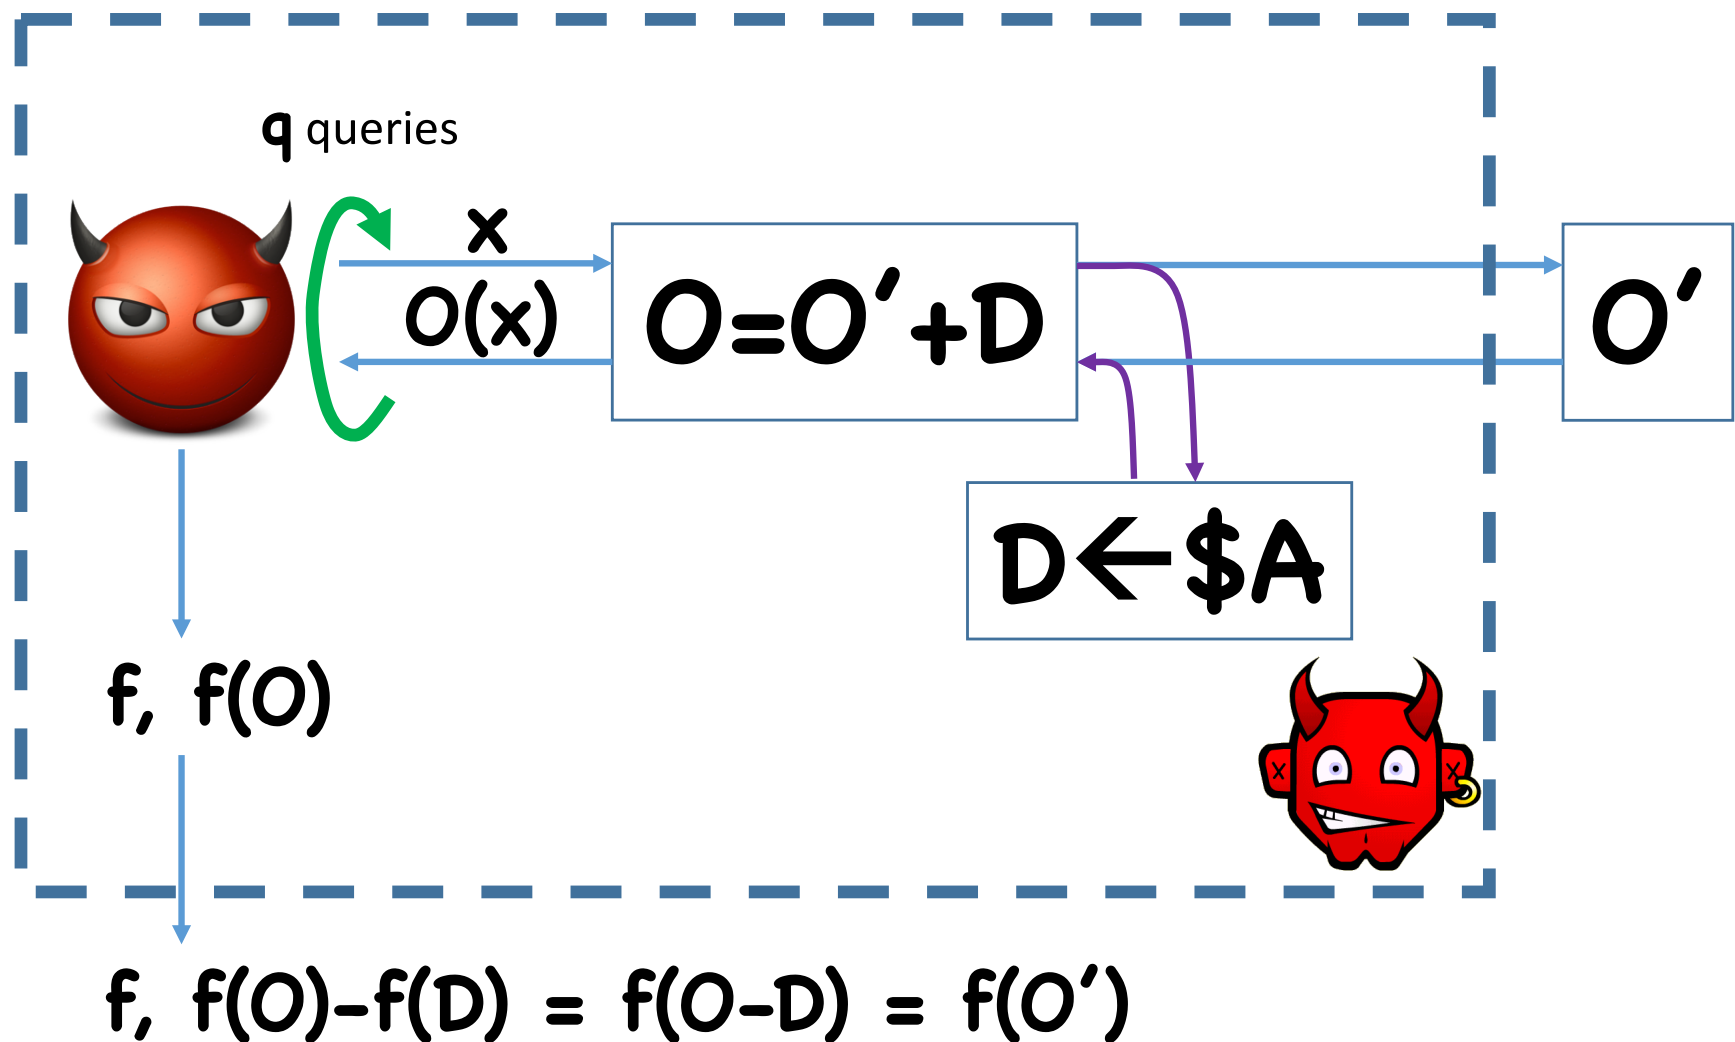 q queries
x
O(x)
O=O'+D
O'
D←$A
f, f(O)
x x
f, f(O)-f(D) = f(O-D) = f(O')